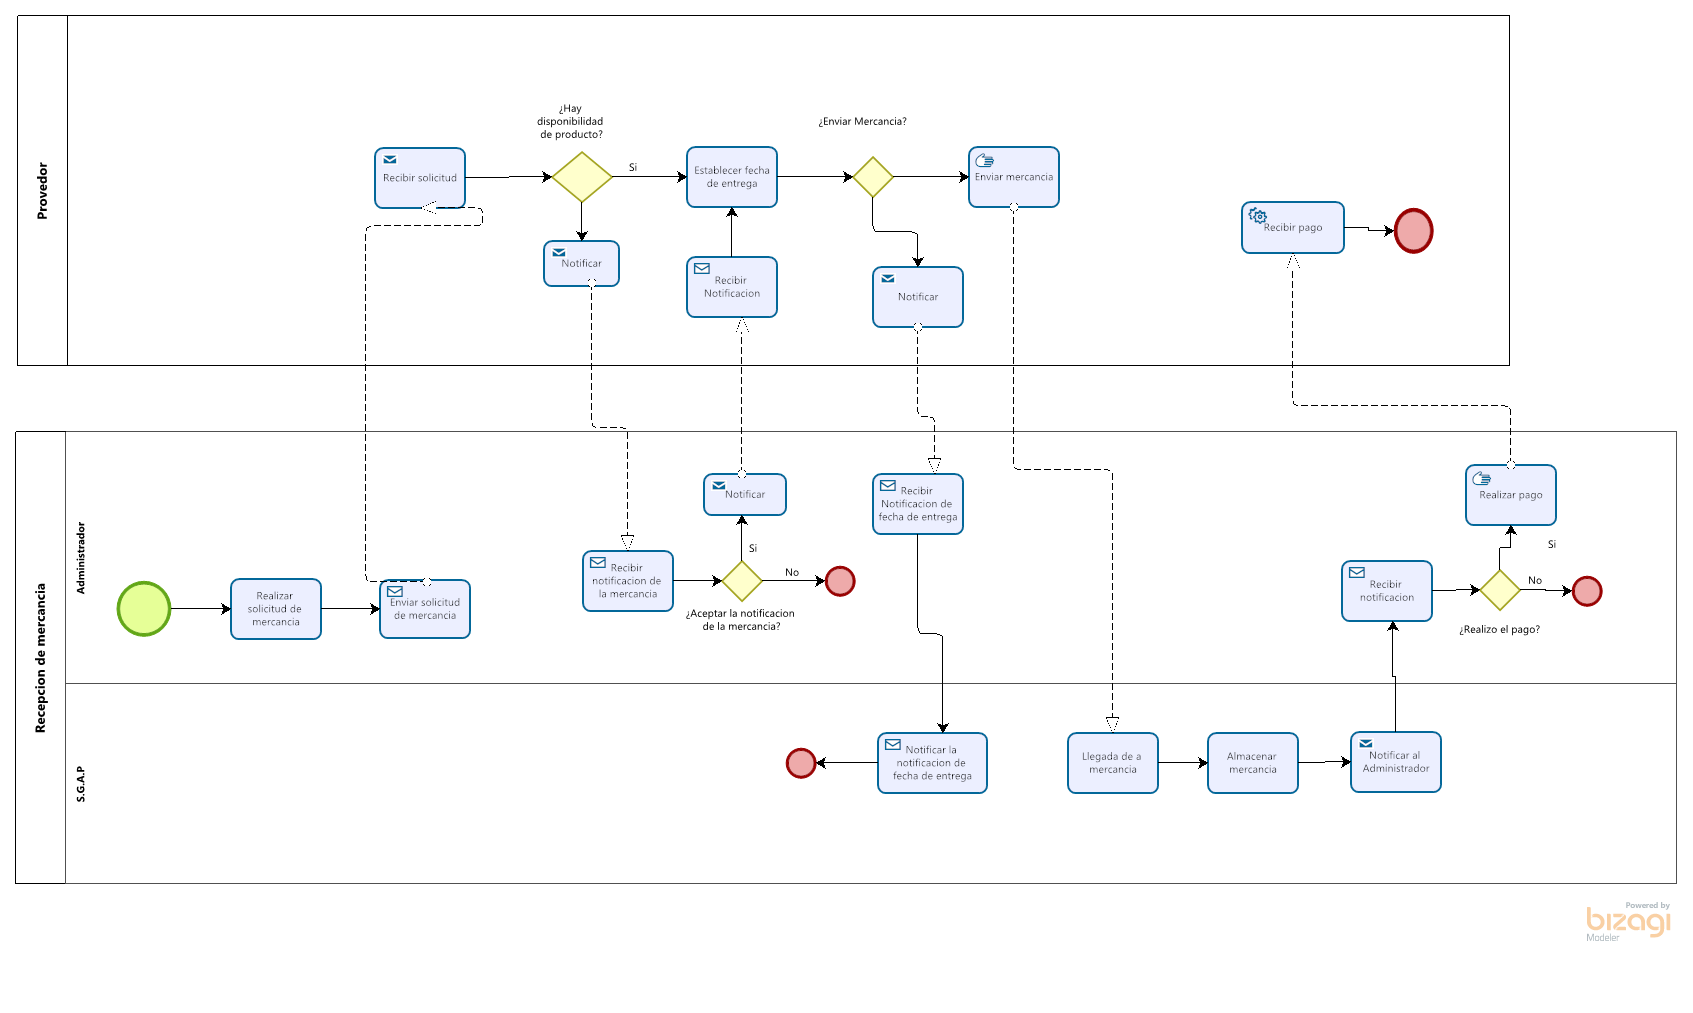 Provedor
¿Hay
disponibilidad
de producto?
¿Enviar Mercancia?
Recibir solicitud
Si
Establecer fecha
de entrega
Enviar mercancia
Notificar
Recibir
Notificacion
Notificar
Recibir pago
Recepcion de mercancia
Administrador
Realizar
solicitud de
mercancia
Enviar solicitud
de mercancia
Recibir
notificacion de
la mercancia
Notificar
Si
No
¿Aceptar la notificacion
de la mercancia?
Recibir
Notificacion de
fecha de entrega
Realizar pago
Si
Recibir
notificacion
No
¿Realizo el pago?
S.G.A.P
Notificar la
notificacion de
fecha de entrega
Llegada de a
mercancia
Almacenar
mercancia
Notificar al
Administrador
Powered by
bizagi
Modeler